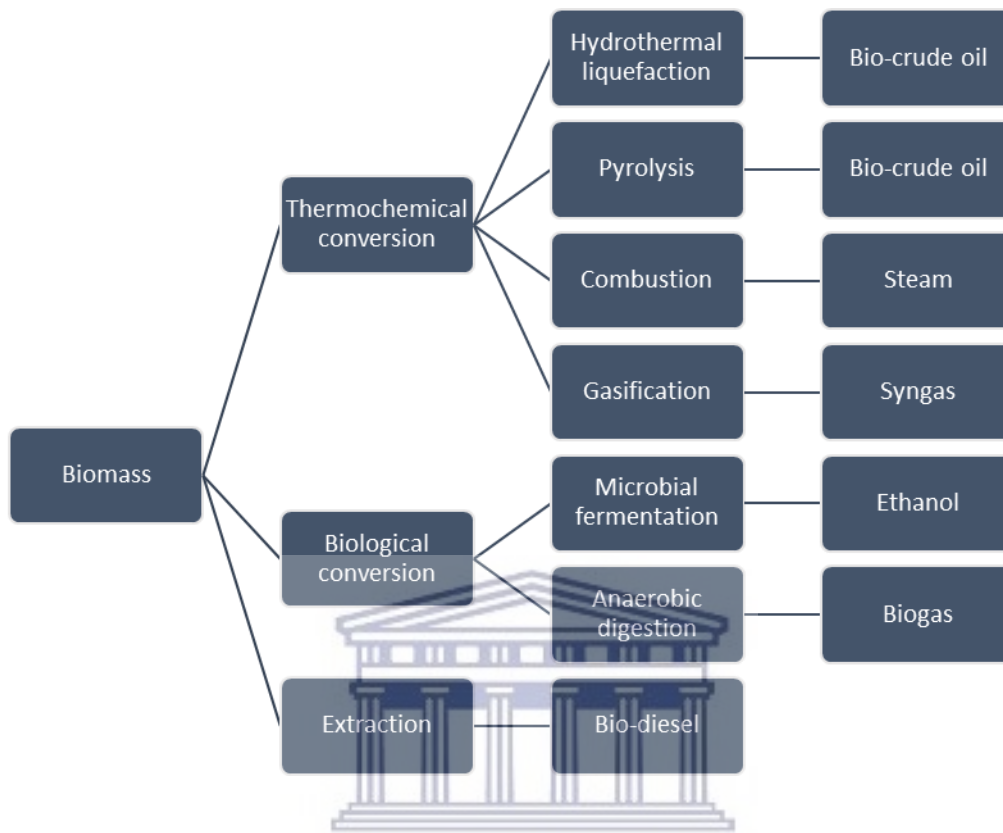 Hydrothermal
liquefaction
Bio-crude oil
Pyrolysis
Bio-crude oil
Thermochemical
conversion
Combustion
Steam
Gasification
Syngas
Biomass
Microbial
fermentation
Ethanol
Biological
conversion
Anaerobic
digestion
Biogas
Extraction
Bio-diesel